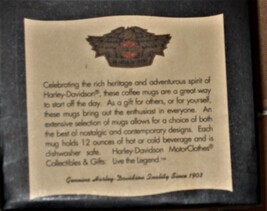 Celebrating the rich heritage and adventurous spirit of
Harley-Davidson®, these coffee mugs are a great way
to start off the day. As a gift for others, or for yourself,
these mugs bring out the enthusiast in everyone. An
extensive selection of mugs allows for a choice of both
the best of nostalgic and contemporary designs. Each
mug holds 12 ounces of hot or cold beverage and is
dishwasher safe. Harley-Davidson MotorClothes®
Collectibles & Gifts: Live the Legend.™
Genuine Harley-Davidson Quality Since 1903